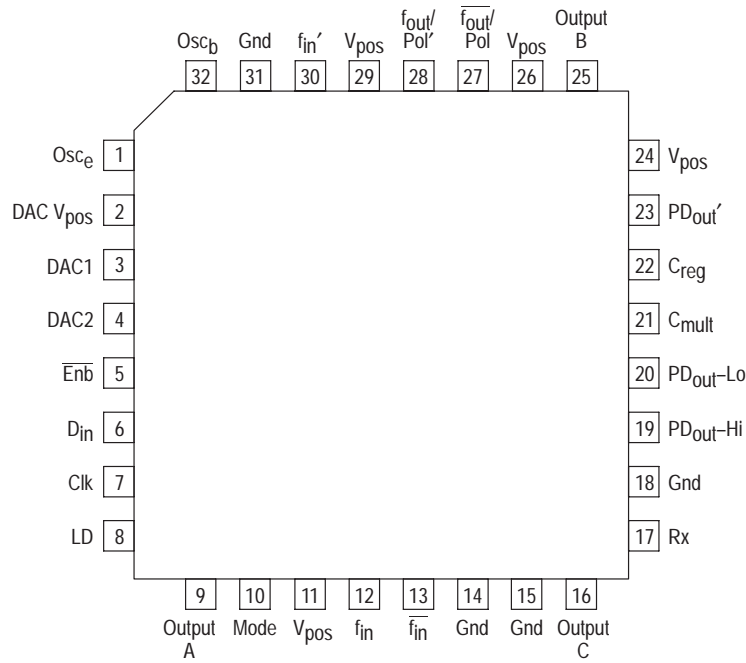 Osc_b Gnd f_in′ V_pos f_out/ Pol′ f̅_o̅u̅t̅/ Pol V_pos Output B
32 31 30 29 28 27 26 25
Osc_e 1
24 V_pos
DAC V_pos 2
23 PD_out′
DAC1 3
22 C_reg
DAC2 4
21 C_mult
E̅n̅b̅ 5
20 PD_out–Lo
D_in 6
19 PD_out–Hi
Clk 7
18 Gnd
LD 8
17 Rx
9 10 11 12 13 14 15 16
Output A Mode V_pos f_in f̅_i̅n̅ Gnd Gnd Output C